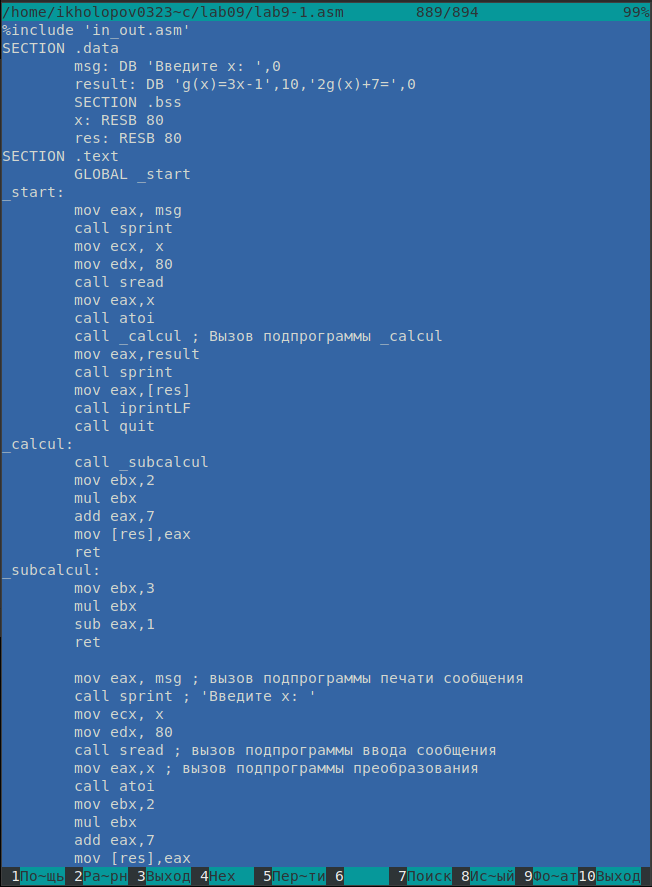 /home/ikholopov0323~c/lab09/lab9-1.asm 889/894 99%
%include 'in_out.asm'
SECTION .data
msg: DB 'Введите x: ',0
result: DB 'g(x)=3x-1',10,'2g(x)+7=',0
SECTION .bss
x: RESB 80
res: RESB 80
SECTION .text
GLOBAL _start
_start:
mov eax, msg
call sprint
mov ecx, x
mov edx, 80
call sread
mov eax,x
call atoi
call _calcul ; Вызов подпрограммы _calcul
mov eax,result
call sprint
mov eax,[res]
call iprintLF
call quit
_calcul:
call _subcalcul
mov ebx,2
mul ebx
add eax,7
mov [res],eax
ret
_subcalcul:
mov ebx,3
mul ebx
sub eax,1
ret
mov eax, msg ; вызов подпрограммы печати сообщения
call sprint ; 'Введите x: '
mov ecx, x
mov edx, 80
call sread ; вызов подпрограммы ввода сообщения
mov eax,x ; вызов подпрограммы преобразования
call atoi
mov ebx,2
mul ebx
add eax,7
mov [res],eax
1По~щь 2Ра~рн 3Выход 4Hex 5Пер~ти 6 7Поиск 8Ис~ый 9Фо~ат 10Выход